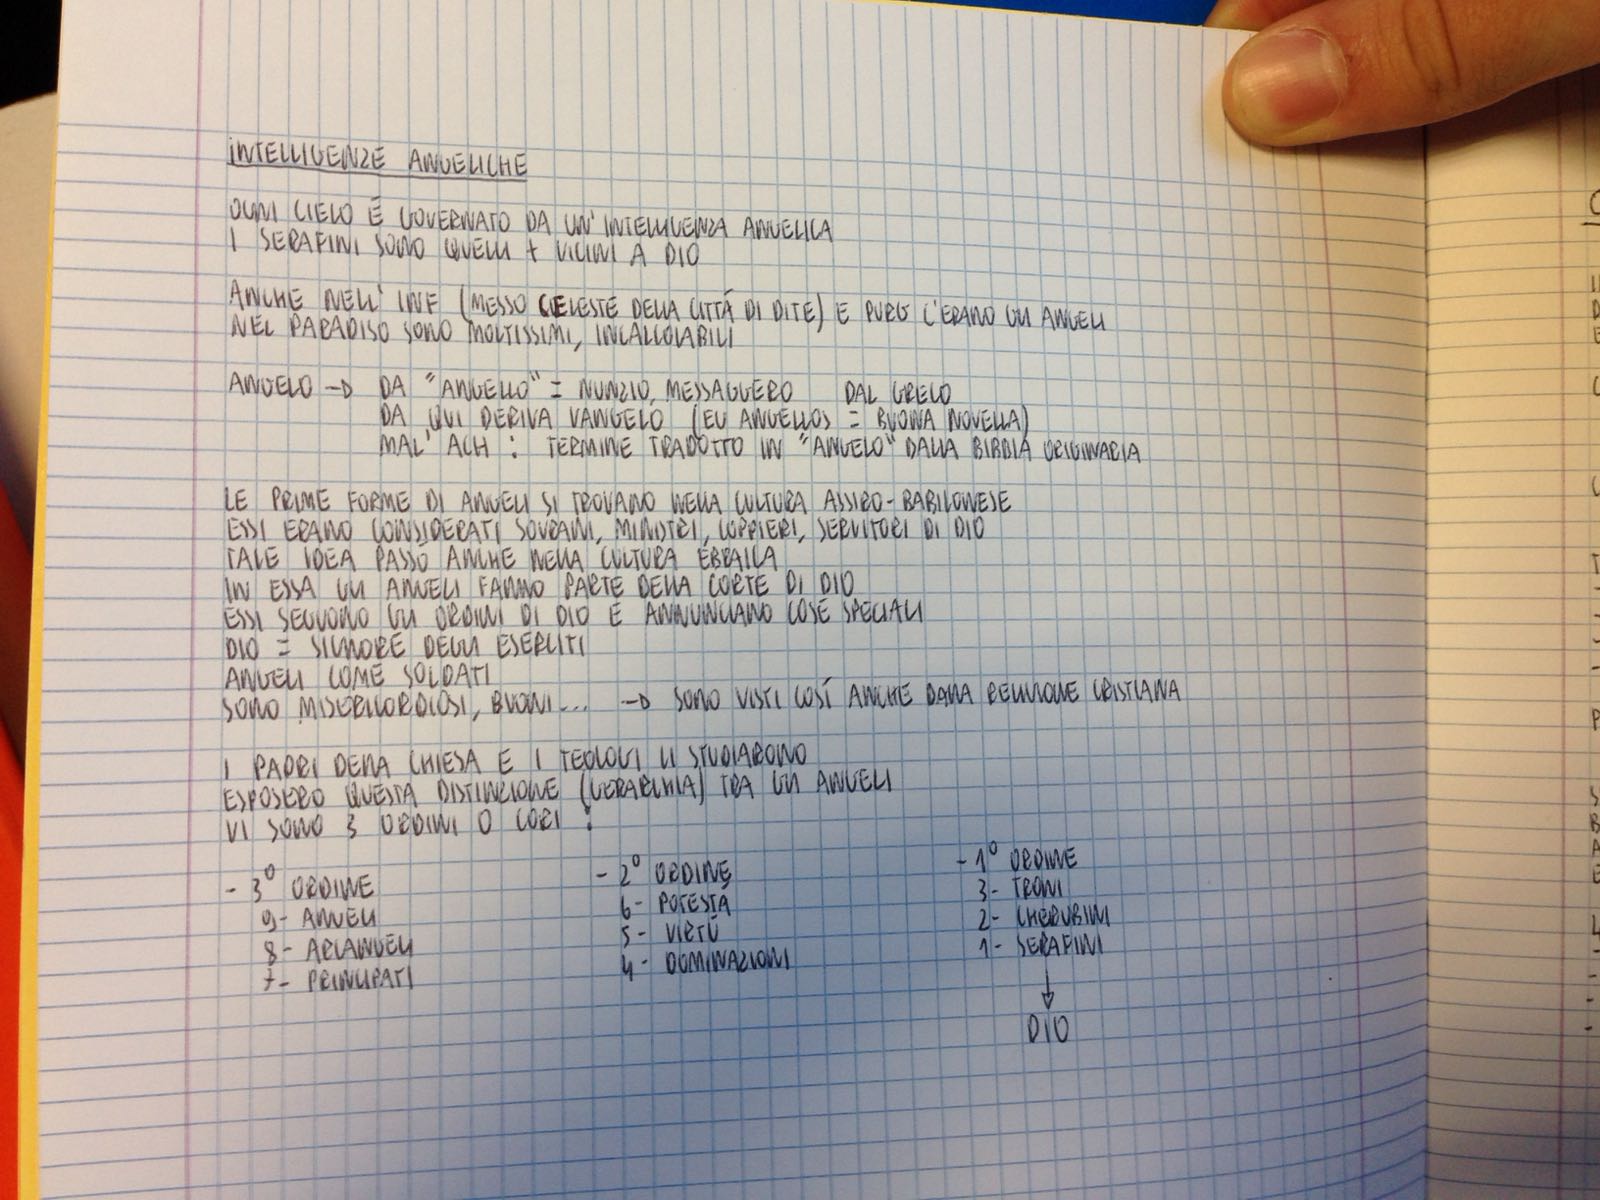 INTELLIGENZE ANGELICHE
OGNI CIELO É GOVERNATO DA UN'INTELLIGENZA ANGELICA
I SERAFINI SONO QUELLI + VICINI A DIO
ANCHE NELL'INF (MESSO CELESTE DELLA CITTÁ DI DITE) E PURG C'ERANO GLI ANGELI
NEL PARADISO SONO MOLTISSIMI, INCALCOLABILI
ANGELO → DA "ANGELLO" = NUNZIO, MESSAGGERO DAL GRECO
DA QUI DERIVA VANGELO (EU ANGELLOS = BUONA NOVELLA)
MAL'ACH : TERMINE TRADOTTO IN "ANGELO" DALLA BIBBIA ORIGINARIA
LE PRIME FORME DI ANGELI SI TROVANO NELLA CULTURA ASSIRO-BABILONESE
ESSI ERANO CONSIDERATI SOVRANI, MINISTRI, COPPIERI, SERVITORI DI DIO
TALE IDEA PASSÓ ANCHE NELLA CULTURA EBRAICA
IN ESSA GLI ANGELI FANNO PARTE DELLA CORTE DI DIO
ESSI SEGUONO GLI ORDINI DI DIO E ANNUNCIANO COSE SPECIALI
DIO = SIGNORE DEGLI ESERCITI
ANGELI COME SOLDATI
SONO MISERICORDIOSI, BUONI... → SONO VISTI COSÍ ANCHE DALLA RELIGIONE CRISTIANA
I PADRI DELLA CHIESA E I TEOLOGI LI STUDIARONO
ESPOSERO QUESTA DISTINZIONE (GERARCHIA) TRA GLI ANGELI
VI SONO 3 ORDINI O CORI :
- 3° ORDINE
9- ANGELI
8- ARCANGELI
7- PRINCIPATI
- 2° ORDINE
6- POTESTÁ
5- VIRTÚ
4- DOMINAZIONI
- 1° ORDINE
3- TRONI
2- CHERUBINI
1- SERAFINI
↓
DIO